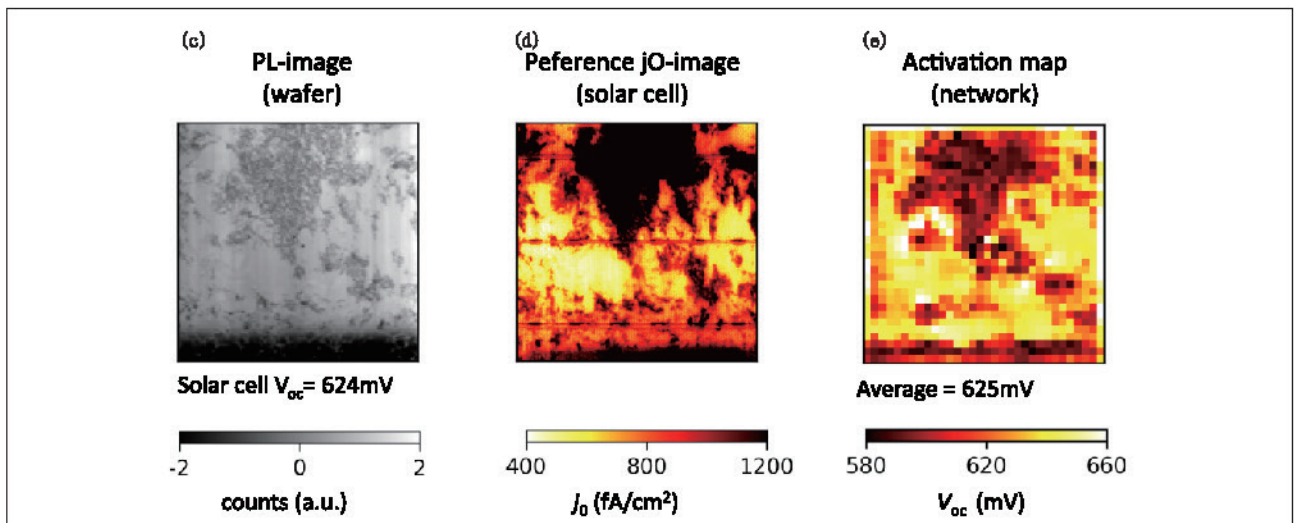 (c)
PL-image
(wafer)
(d)
Peference jO-image
(solar cell)
(e)
Activation map
(network)
Solar cell Voc= 624mV
Average = 625mV
-2 0 2
counts (a.u.)
400 800 1200
J0 (fA/cm²)
580 620 660
Voc (mV)